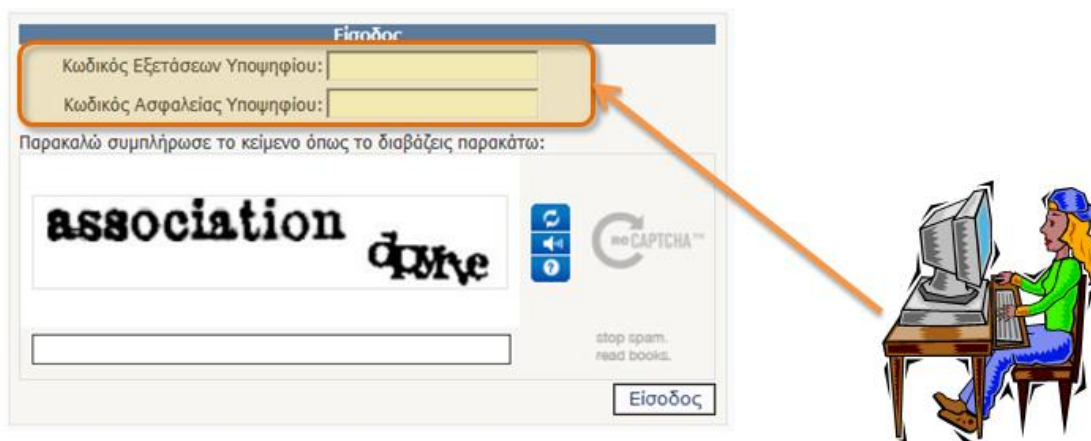 Είσοδος
Κωδικός Εξετάσεων Υποψηφίου:
Κωδικός Ασφαλείας Υποψηφίου:
Παρακαλώ συμπλήρωσε το κείμενο όπως το διαβάζεις παρακάτω:
association
reCAPTCHA™
stop spam.
read books.
Είσοδος